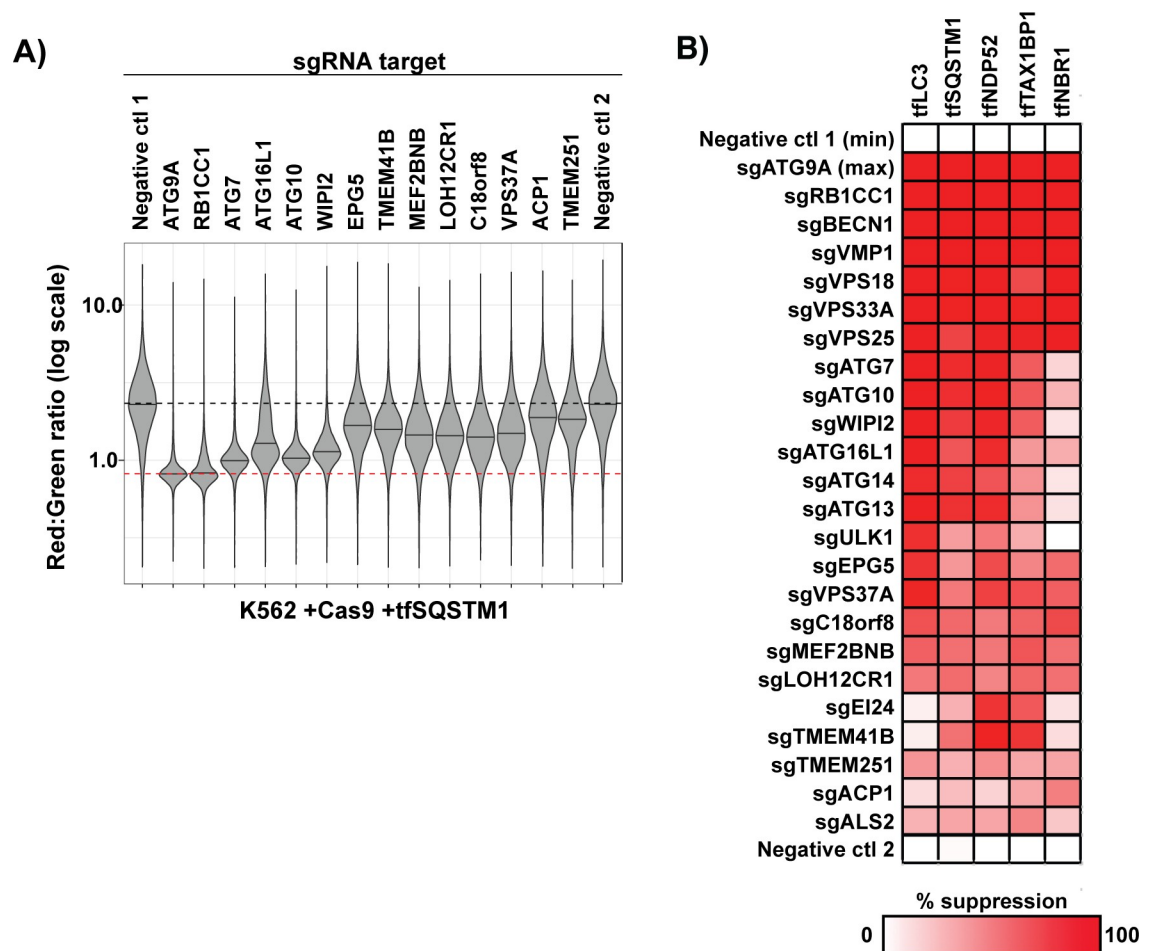 A)
sgRNA target
Negative ctl 1
ATG9A
RB1CC1
ATG7
ATG16L1
ATG10
WIPI2
EPG5
TMEM41B
MEF2BNB
LOH12CR1
C18orf8
VPS37A
ACP1
TMEM251
Negative ctl 2
Red:Green ratio (log scale)
10.0
1.0
K562 +Cas9 +tfSQSTM1
B)
tfLC3
tfSQSTM1
tfNDP52
tfTAX1BP1
tfNBR1
Negative ctl 1 (min)
sgATG9A (max)
sgRB1CC1
sgBECN1
sgVMP1
sgVPS18
sgVPS33A
sgVPS25
sgATG7
sgATG10
sgWIPI2
sgATG16L1
sgATG14
sgATG13
sgULK1
sgEPG5
sgVPS37A
sgC18orf8
sgMEF2BNB
sgLOH12CR1
sgEI24
sgTMEM41B
sgTMEM251
sgACP1
sgALS2
Negative ctl 2
% suppression
0 100